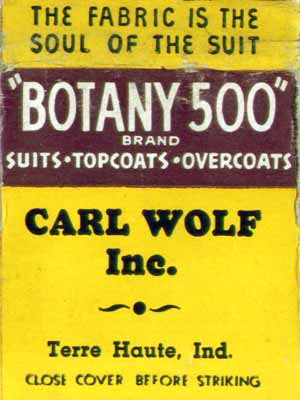 THE FABRIC IS THE
SOUL OF THE SUIT
"BOTANY 500"
BRAND
SUITS•TOPCOATS•OVERCOATS
CARL WOLF
Inc.
Terre Haute, Ind.
CLOSE COVER BEFORE STRIKING